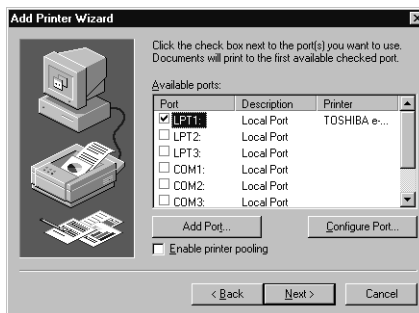 Add Printer Wizard
Click the check box next to the port(s) you want to use.
Documents will print to the first available checked port.
Available ports:
Port Description Printer
LPT1: Local Port TOSHIBA e-...
LPT2: Local Port
LPT3: Local Port
COM1: Local Port
COM2: Local Port
COM3: Local Port
Add Port... Configure Port...
Enable printer pooling
< Back Next > Cancel